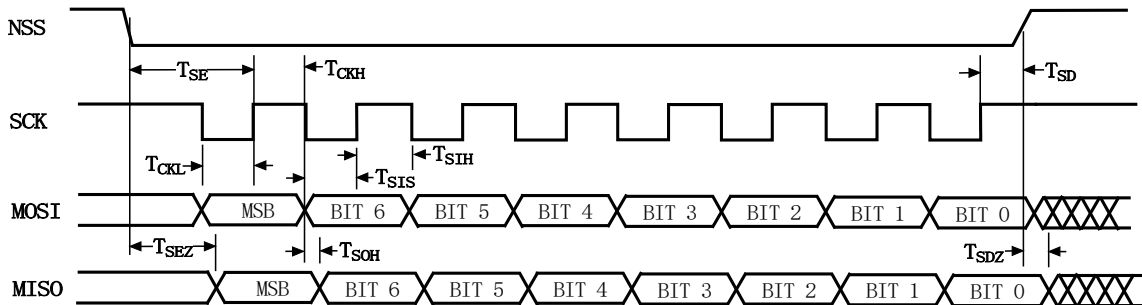 NSS
T_SE
T_CKH
T_SD
SCK
T_CKL
T_SIS
T_SIH
MOSI
MSB
BIT 6
BIT 5
BIT 4
BIT 3
BIT 2
BIT 1
BIT 0
T_SEZ
T_SOH
T_SDZ
MISO
MSB
BIT 6
BIT 5
BIT 4
BIT 3
BIT 2
BIT 1
BIT 0